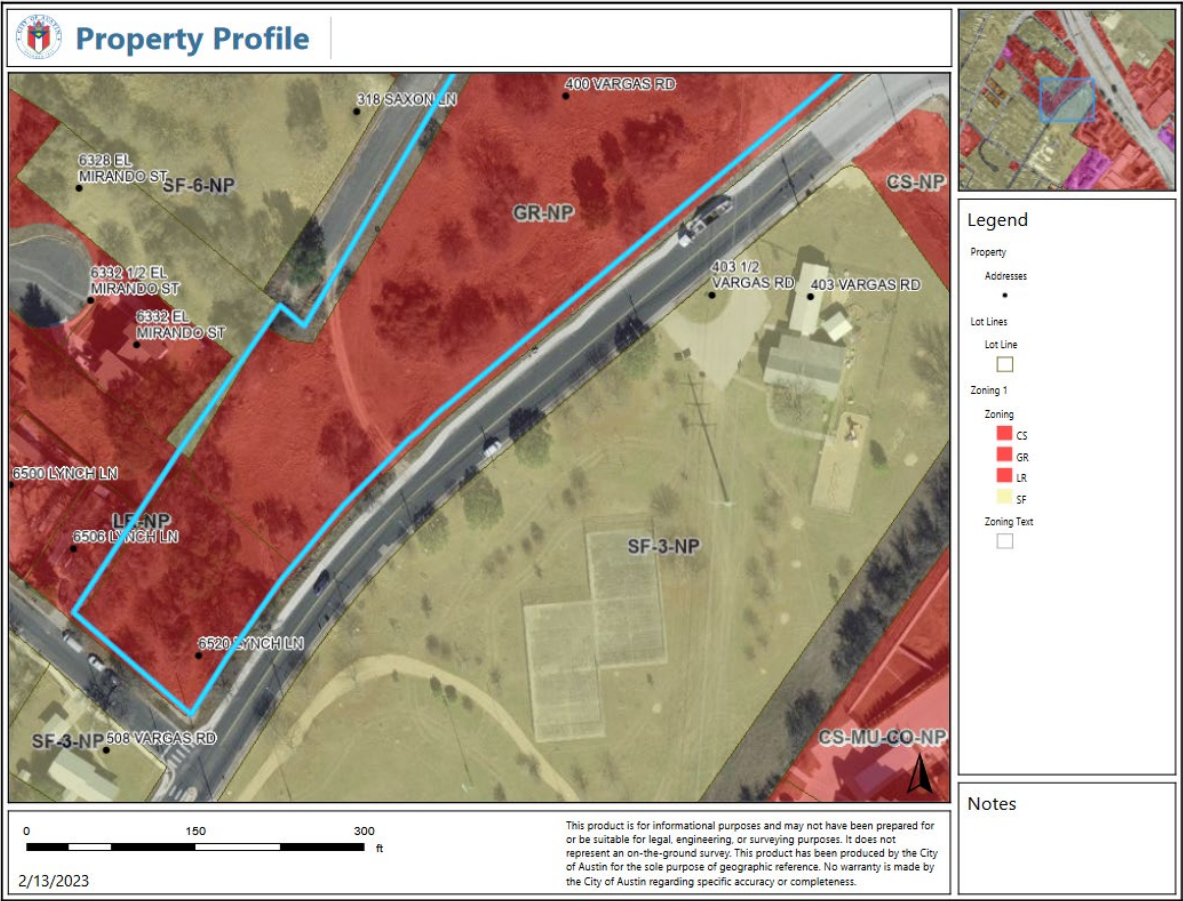 Property Profile
400 VARGAS RD
318 SAXON LN
6328 EL
MIRANDO ST
SF-6-NP
CS-NP
GR-NP
6332 1/2 EL
MIRANDO ST
403 1/2
VARGAS RD
403 VARGAS RD
6332 EL
MIRANDO ST
6500 LYNCH LN
LR-NP
6506 LYNCH LN
SF-3-NP
6520 LYNCH LN
SF-3-NP
508 VARGAS RD
CS-MU-CO-NP
Legend
Property
Addresses
Lot Lines
Lot Line
Zoning 1
Zoning
CS
GR
LR
SF
Zoning Text
Notes
0 150 300
ft
2/13/2023
This product is for informational purposes and may not have been prepared for
or be suitable for legal, engineering, or surveying purposes. It does not
represent an on-the-ground survey. This product has been produced by the City
of Austin for the sole purpose of geographic reference. No warranty is made by
the City of Austin regarding specific accuracy or completeness.